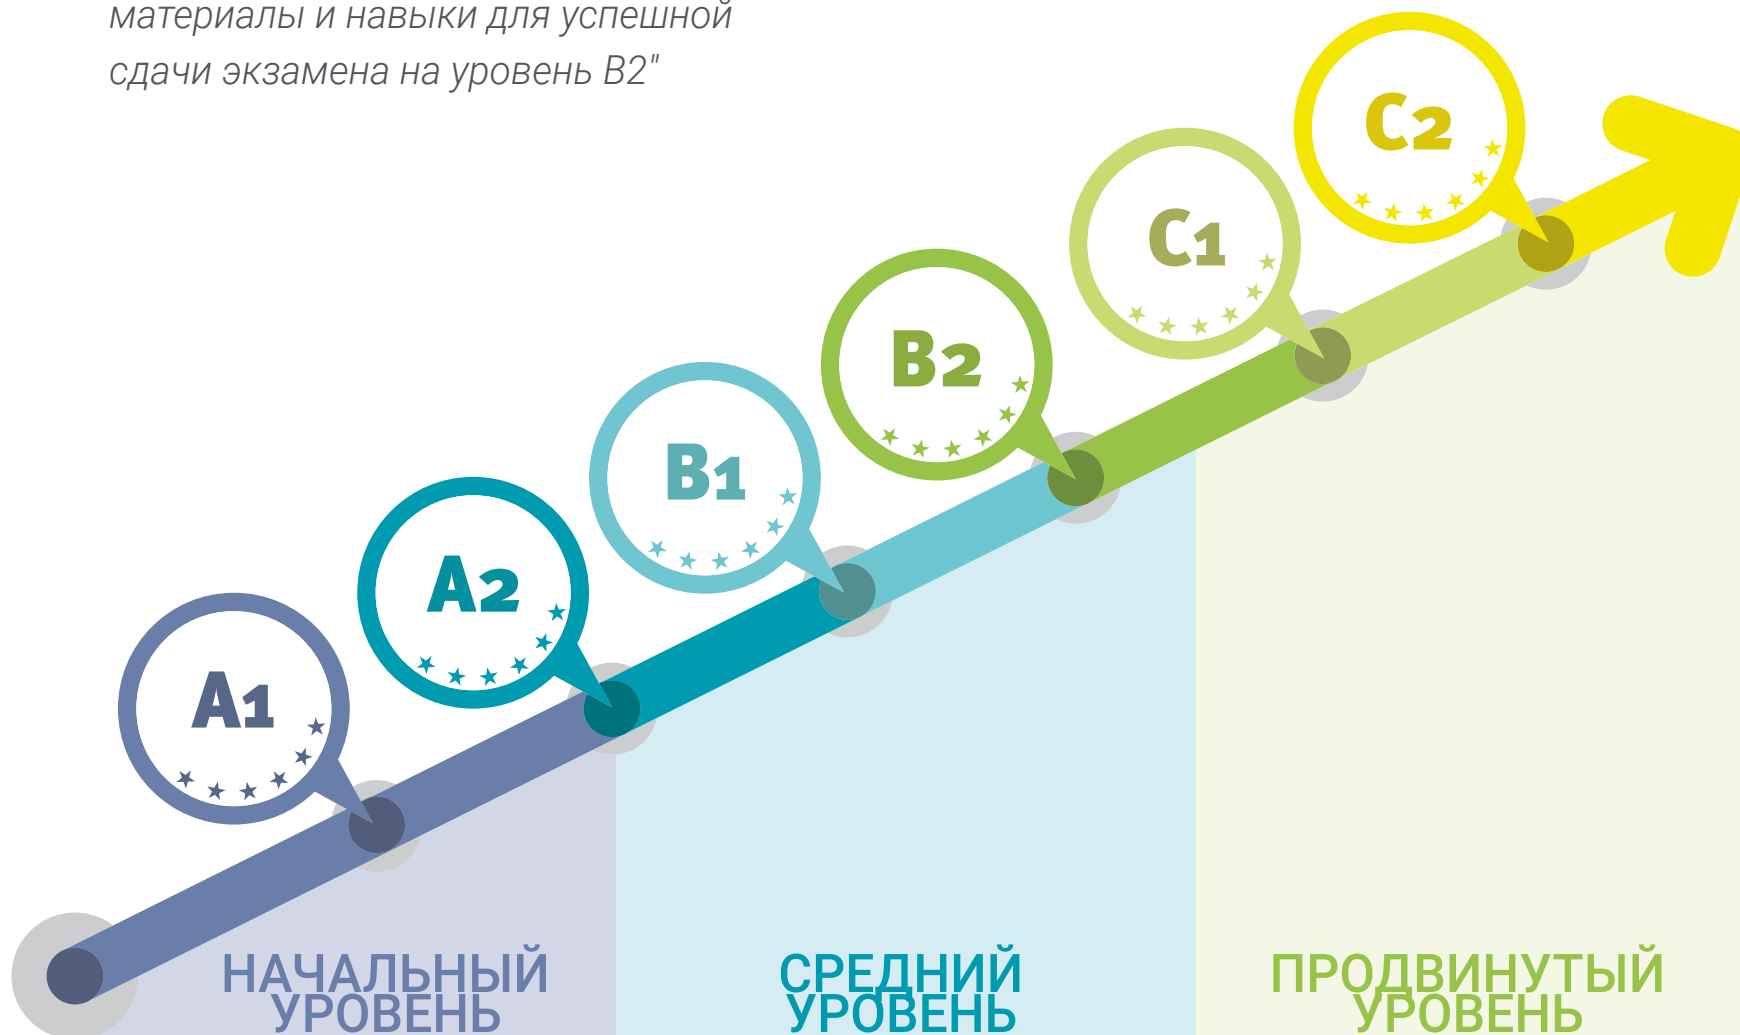 материалы и навыки для успешной
сдачи экзамена на уровень B2"
C2
C1
B2
B1
A2
A1
НАЧАЛЬНЫЙ
УРОВЕНЬ
СРЕДНИЙ
УРОВЕНЬ
ПРОДВИНУТЫЙ
УРОВЕНЬ